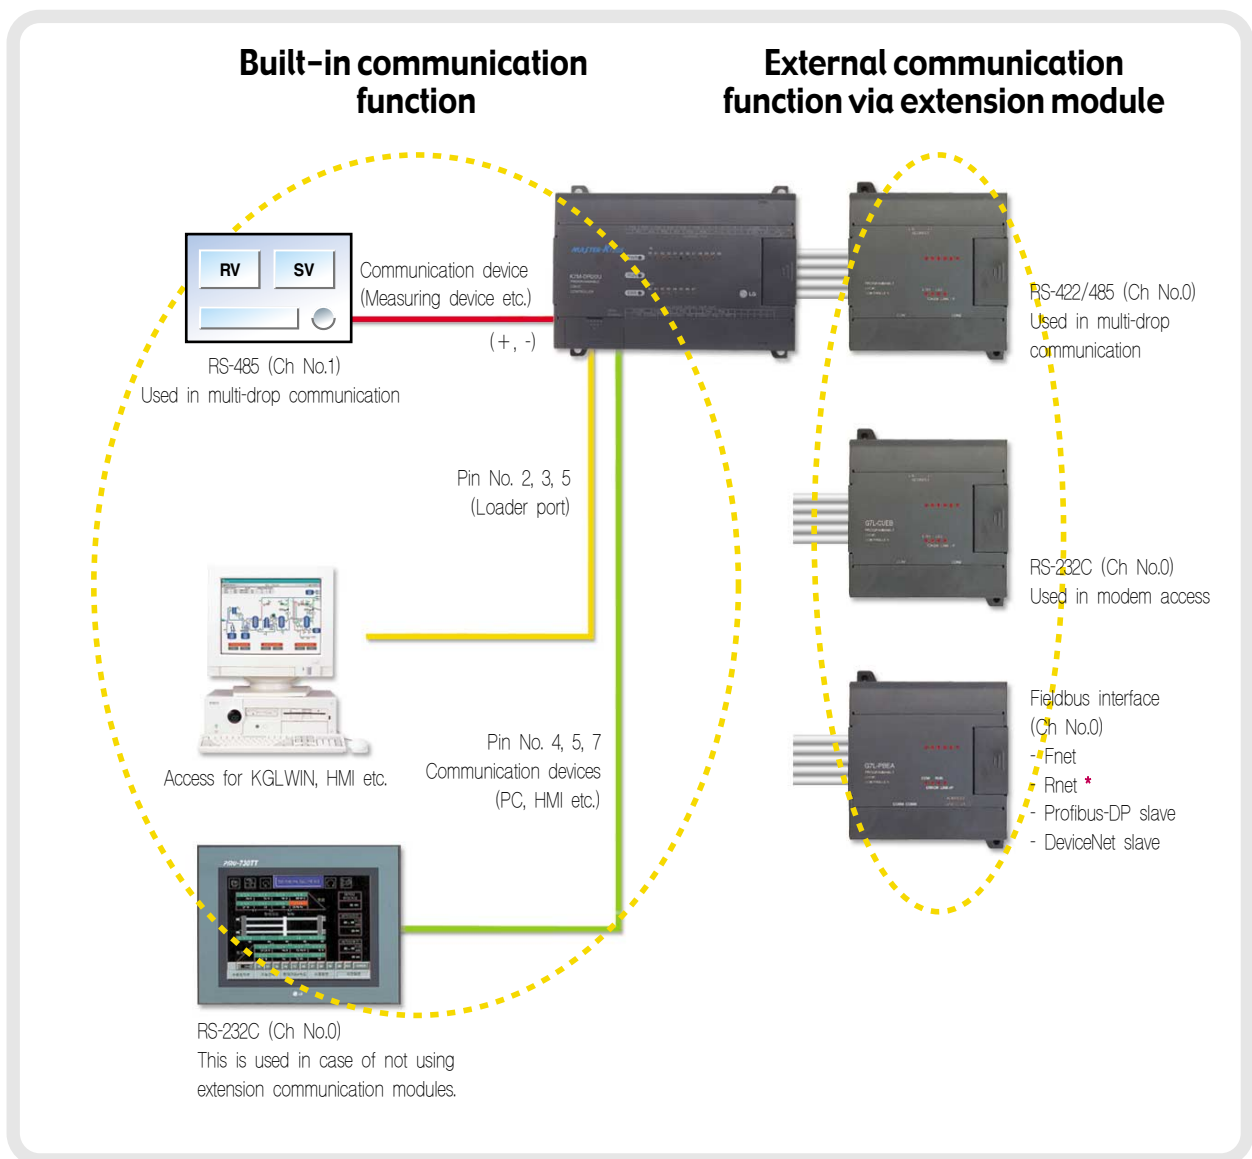 Built-in communication
function
External communication
function via extension module
RV
SV
Communication device
(Measuring device etc.)
(+, -)
RS-485 (Ch No.1)
Used in multi-drop communication
Pin No. 2, 3, 5
(Loader port)
Access for KGLWIN, HMI etc.
Pin No. 4, 5, 7
Communication devices
(PC, HMI etc.)
RS-232C (Ch No.0)
This is used in case of not using
extension communication modules.
LG
RS-422/485 (Ch No.0)
Used in multi-drop
communication
G7L-CUEB
RS-232C (Ch No.0)
Used in modem access
G7L-PBEA
Fieldbus interface
(Ch No.0)
- Fnet
- Rnet *
- Profibus-DP slave
- DeviceNet slave